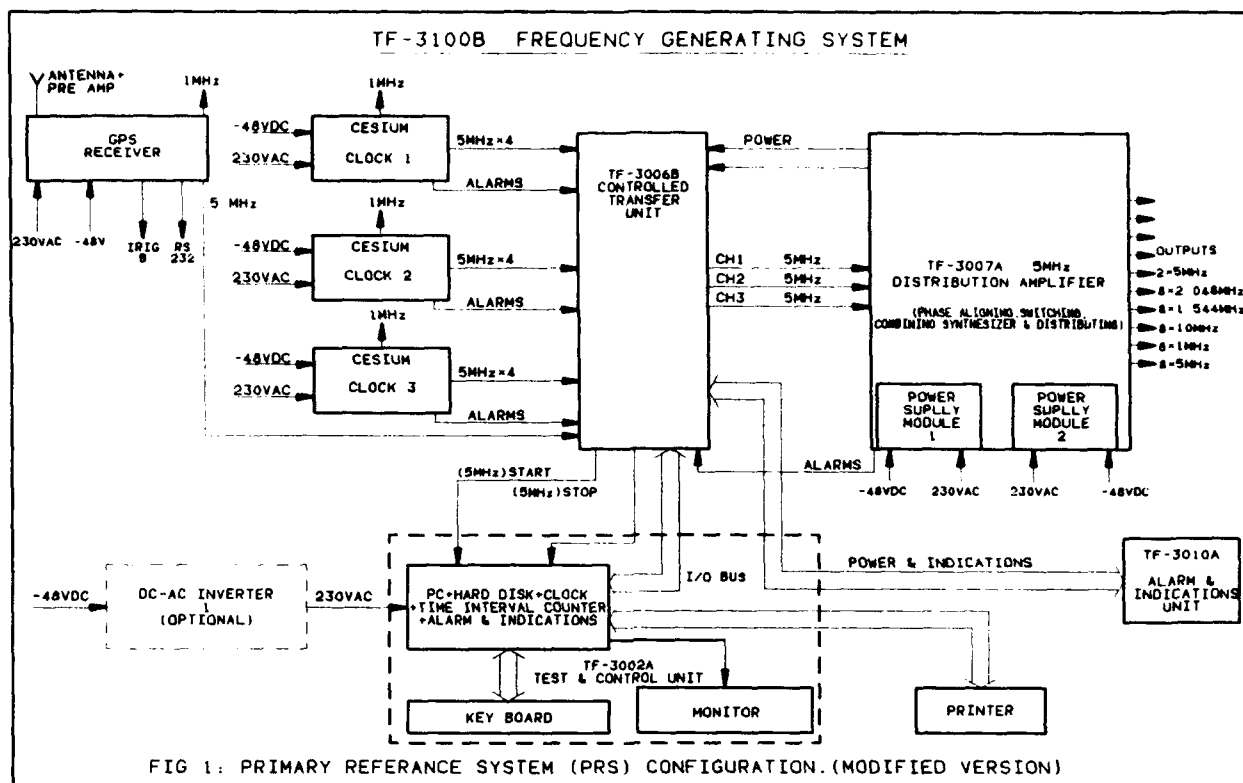 TF-3100B FREQUENCY GENERATING SYSTEM
ANTENNA+
PRE AMP
1MHz
GPS
RECEIVER
230VAC
-48V
IRIG
B
RS
232
5 MHz
1MHz
-48VDC
230VAC
CESIUM
CLOCK 1
5MHz×4
ALARMS
1MHz
-48VDC
230VAC
CESIUM
CLOCK 2
5MHz×4
ALARMS
1MHz
-48VDC
230VAC
CESIUM
CLOCK 3
5MHz×4
ALARMS
TF-3006B
CONTROLLED
TRANSFER
UNIT
POWER
CH1 5MHz
CH2 5MHz
CH3 5MHz
TF-3007A 5MHz
DISTRIBUTION AMPLIFIER
(PHASE ALIGNING.SWITCHING.
COMBINING SYNTHESIZER & DISTRIBUTING)
OUTPUTS
2=5MHz
8=2 048MHz
8=1 544MHz
8=10MHz
8=1MHz
8=5MHz
POWER
SUPLLY
MODULE
1
POWER
SUPLLY
MODULE
2
ALARMS
-48VDC
230VAC
230VAC
-48VDC
(5MHz)START
(5MHz)STOP
I/O BUS
POWER & INDICATIONS
TF-3010A
ALARM &
INDICATIONS
UNIT
-48VDC
DC-AC INVERTER
1
(OPTIONAL)
230VAC
PC+HARD DISK+CLOCK
+TIME INTERVAL COUNTER
+ALARM & INDICATIONS
TF-3002A
TEST & CONTROL UNIT
KEY BOARD
MONITOR
PRINTER
FIG 1: PRIMARY REFERANCE SYSTEM (PRS) CONFIGURATION.(MODIFIED VERSION)